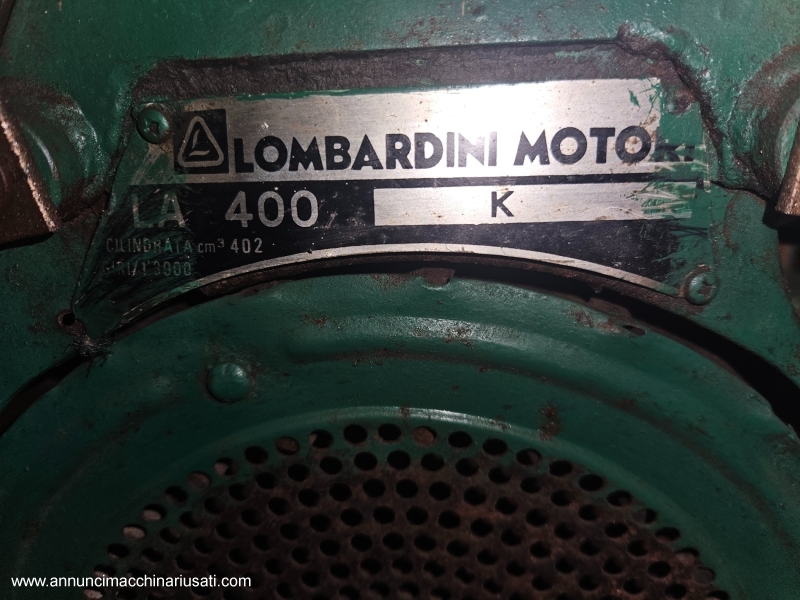 LOMBARDINI MOTORI
LA 400 K
CILINDRATA cm³ 402
GIRI/1' 3000
www.annuncimacchinariusati.com